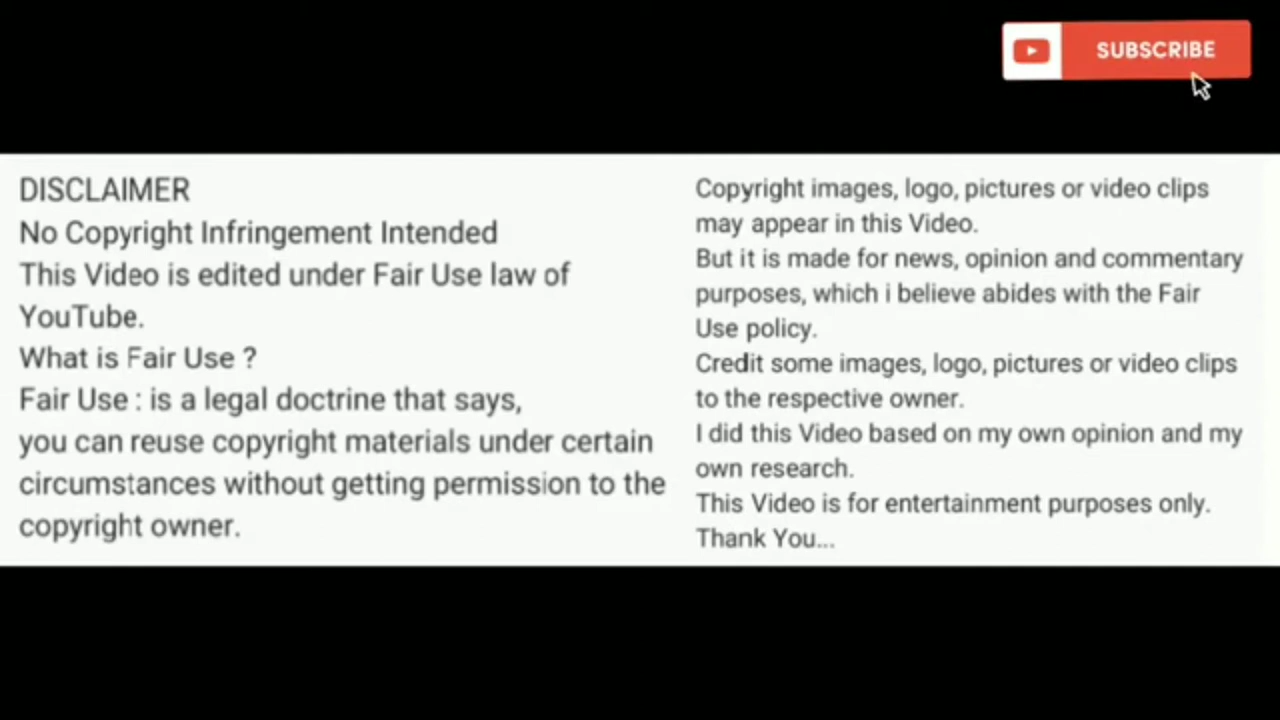 SUBSCRIBE
DISCLAIMER
No Copyright Infringement Intended
This Video is edited under Fair Use law of
YouTube.
What is Fair Use ?
Fair Use : is a legal doctrine that says,
you can reuse copyright materials under certain
circumstances without getting permission to the
copyright owner.
Copyright images, logo, pictures or video clips
may appear in this Video.
But it is made for news, opinion and commentary
purposes, which i believe abides with the Fair
Use policy.
Credit some images, logo, pictures or video clips
to the respective owner.
I did this Video based on my own opinion and my
own research.
This Video is for entertainment purposes only.
Thank You...